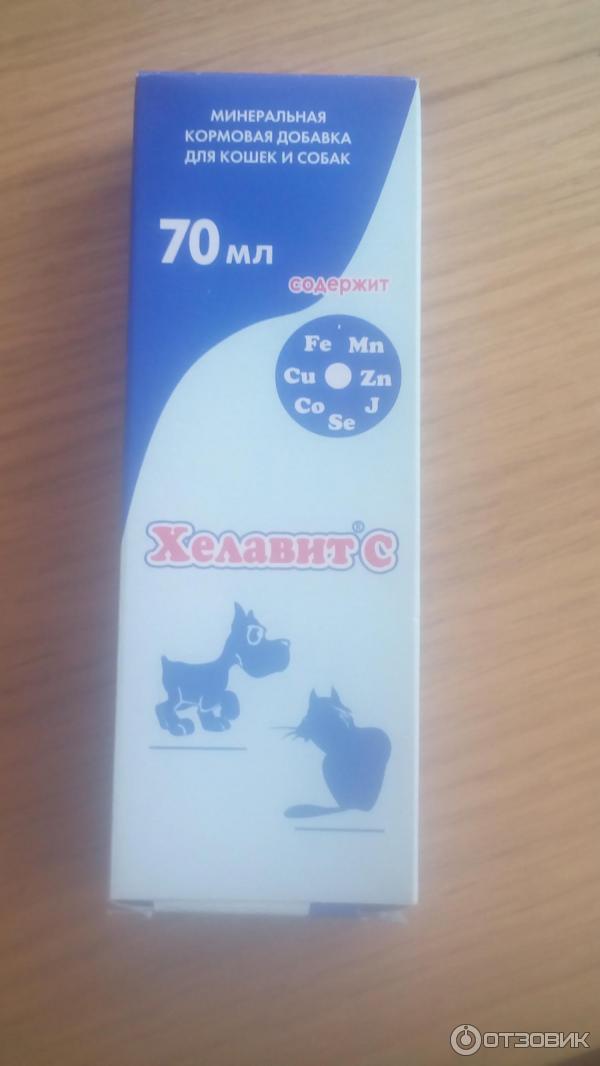 МИНЕРАЛЬНАЯ
КОРМОВАЯ ДОБАВКА
ДЛЯ КОШЕК И СОБАК
70 мл
содержит
Fe Mn
Cu Zn
Co J
Se
Хелавит® С
ОТЗОВИК